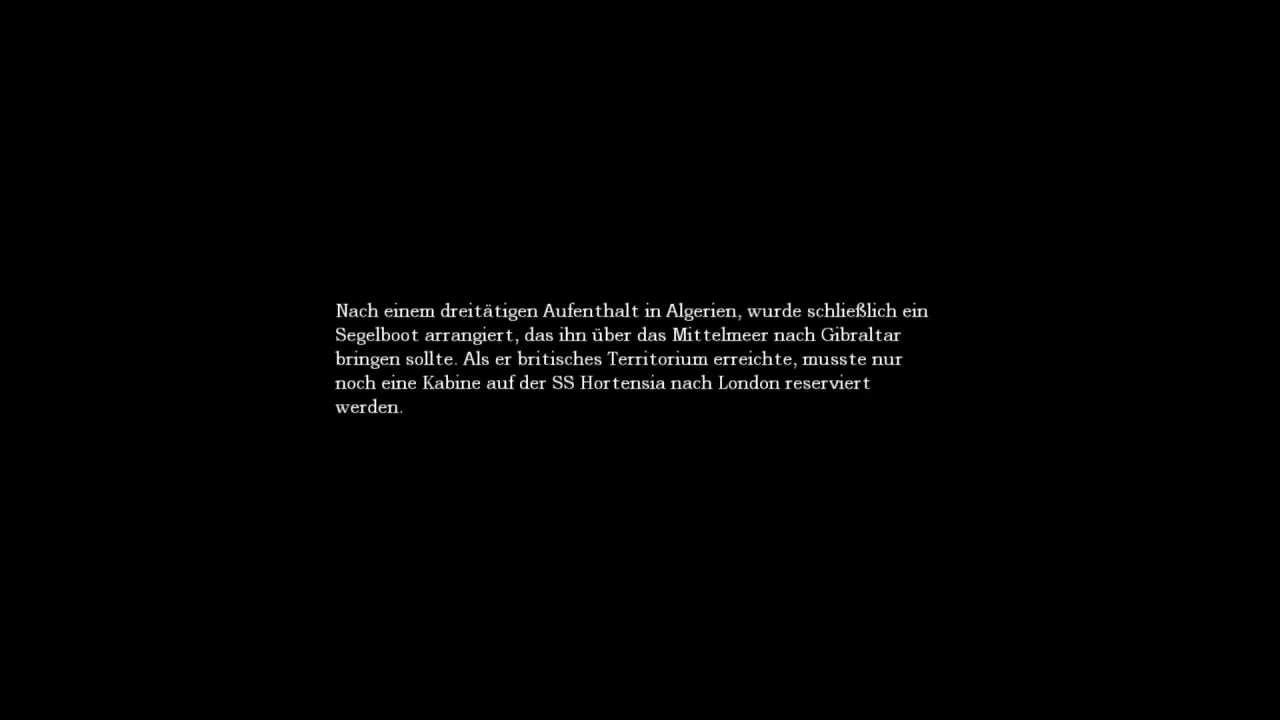 Nach einem dreitätigen Aufenthalt in Algerien, wurde schließlich ein
Segelboot arrangiert, das ihn über das Mittelmeer nach Gibraltar
bringen sollte. Als er britisches Territorium erreichte, musste nur
noch eine Kabine auf der SS Hortensia nach London reserviert
werden.